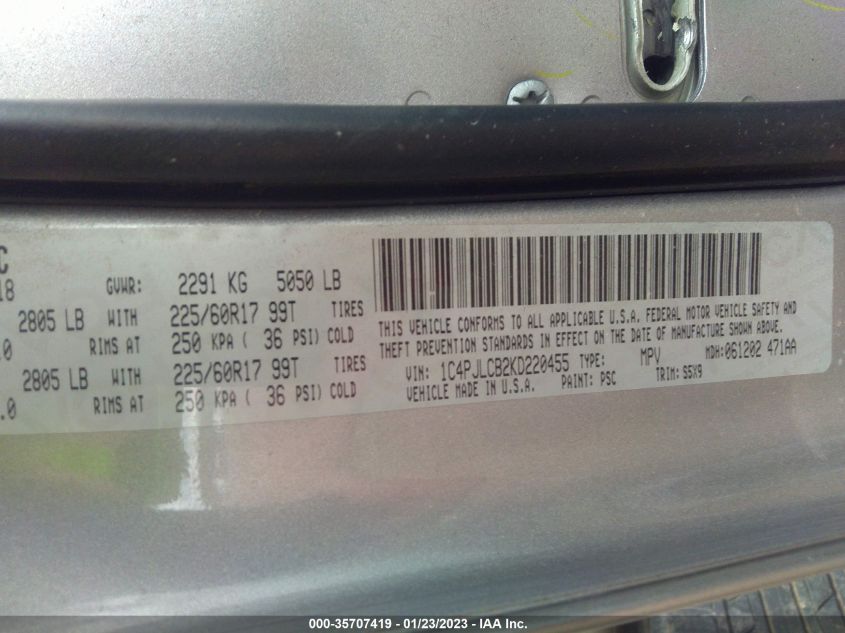 C
18 GVWR: 2291 KG 5050 LB
2805 LB WITH 225/60R17 99T TIRES
.0 RIMS AT 250 KPA ( 36 PSI) COLD
2805 LB WITH 225/60R17 99T TIRES
.0 RIMS AT 250 KPA ( 36 PSI) COLD
THIS VEHICLE CONFORMS TO ALL APPLICABLE U.S.A. FEDERAL MOTOR VEHICLE SAFETY AND
THEFT PREVENTION STANDARDS IN EFFECT ON THE DATE OF MANUFACTURE SHOWN ABOVE.
VIN: 1C4PJLCB2KD220455 TYPE: MPV MDH:061202 471AA
VEHICLE MADE IN U.S.A. PAINT: PSC TRIM: S5X9
000-35707419 — 01/23/2023 — IAA Inc.